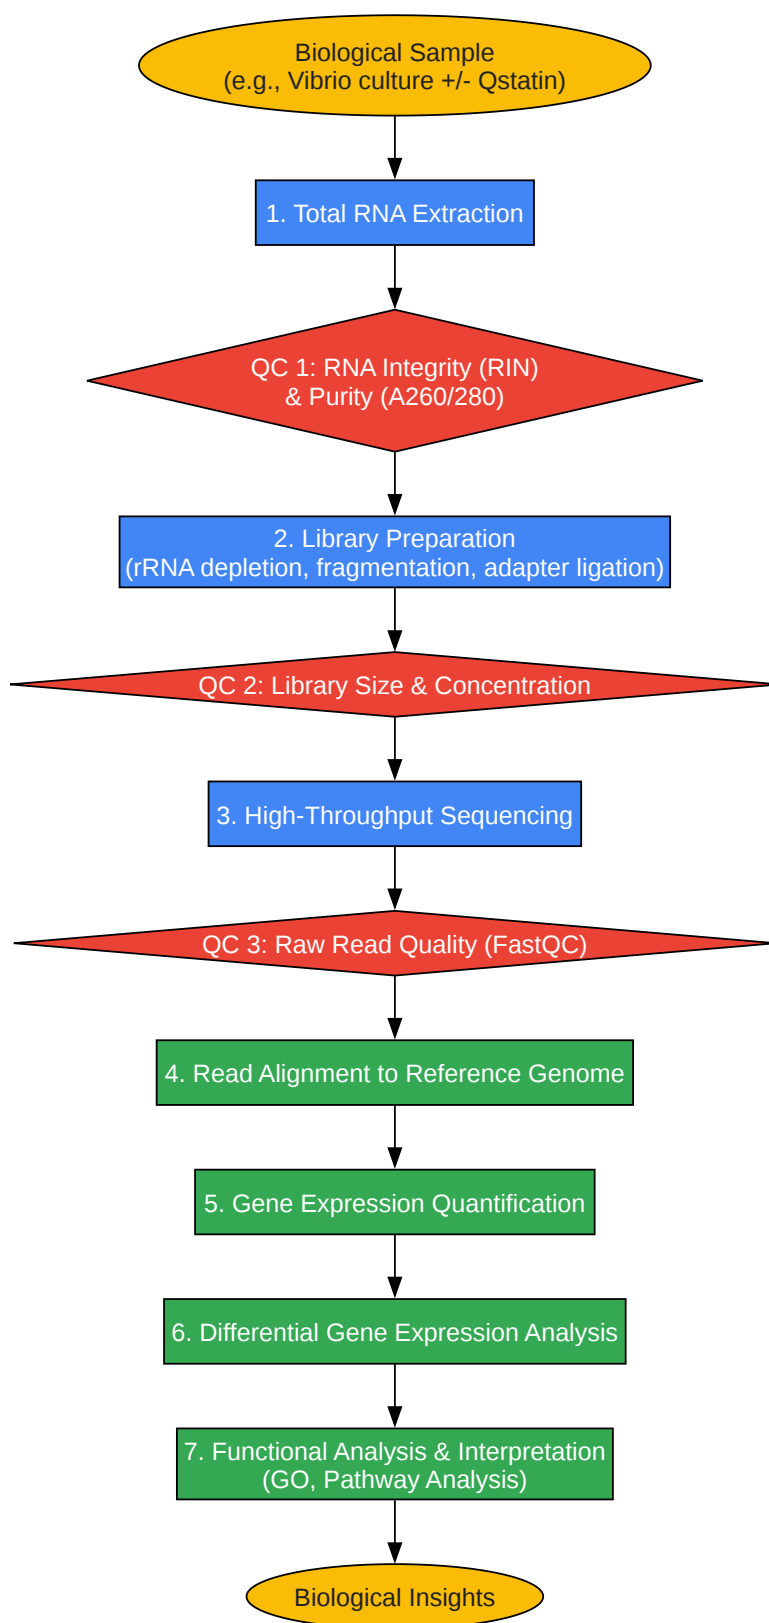 Biological Sample
(e.g., Vibrio culture +/- Qstatin)
1. Total RNA Extraction
QC 1: RNA Integrity (RIN)
& Purity (A260/280)
2. Library Preparation
(rRNA depletion, fragmentation, adapter ligation)
QC 2: Library Size & Concentration
3. High-Throughput Sequencing
QC 3: Raw Read Quality (FastQC)
4. Read Alignment to Reference Genome
5. Gene Expression Quantification
6. Differential Gene Expression Analysis
7. Functional Analysis & Interpretation
(GO, Pathway Analysis)
Biological Insights